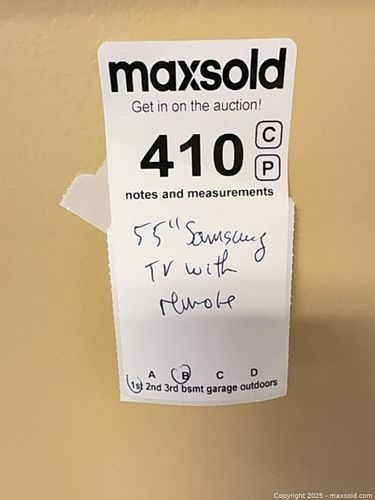 maxsold
Get in on the auction!
410 C
P
notes and measurements
55" Samsung
TV with
remote
A B C D
1st 2nd 3rd bsmt garage outdoors
Copyright 2025 - maxsold.com